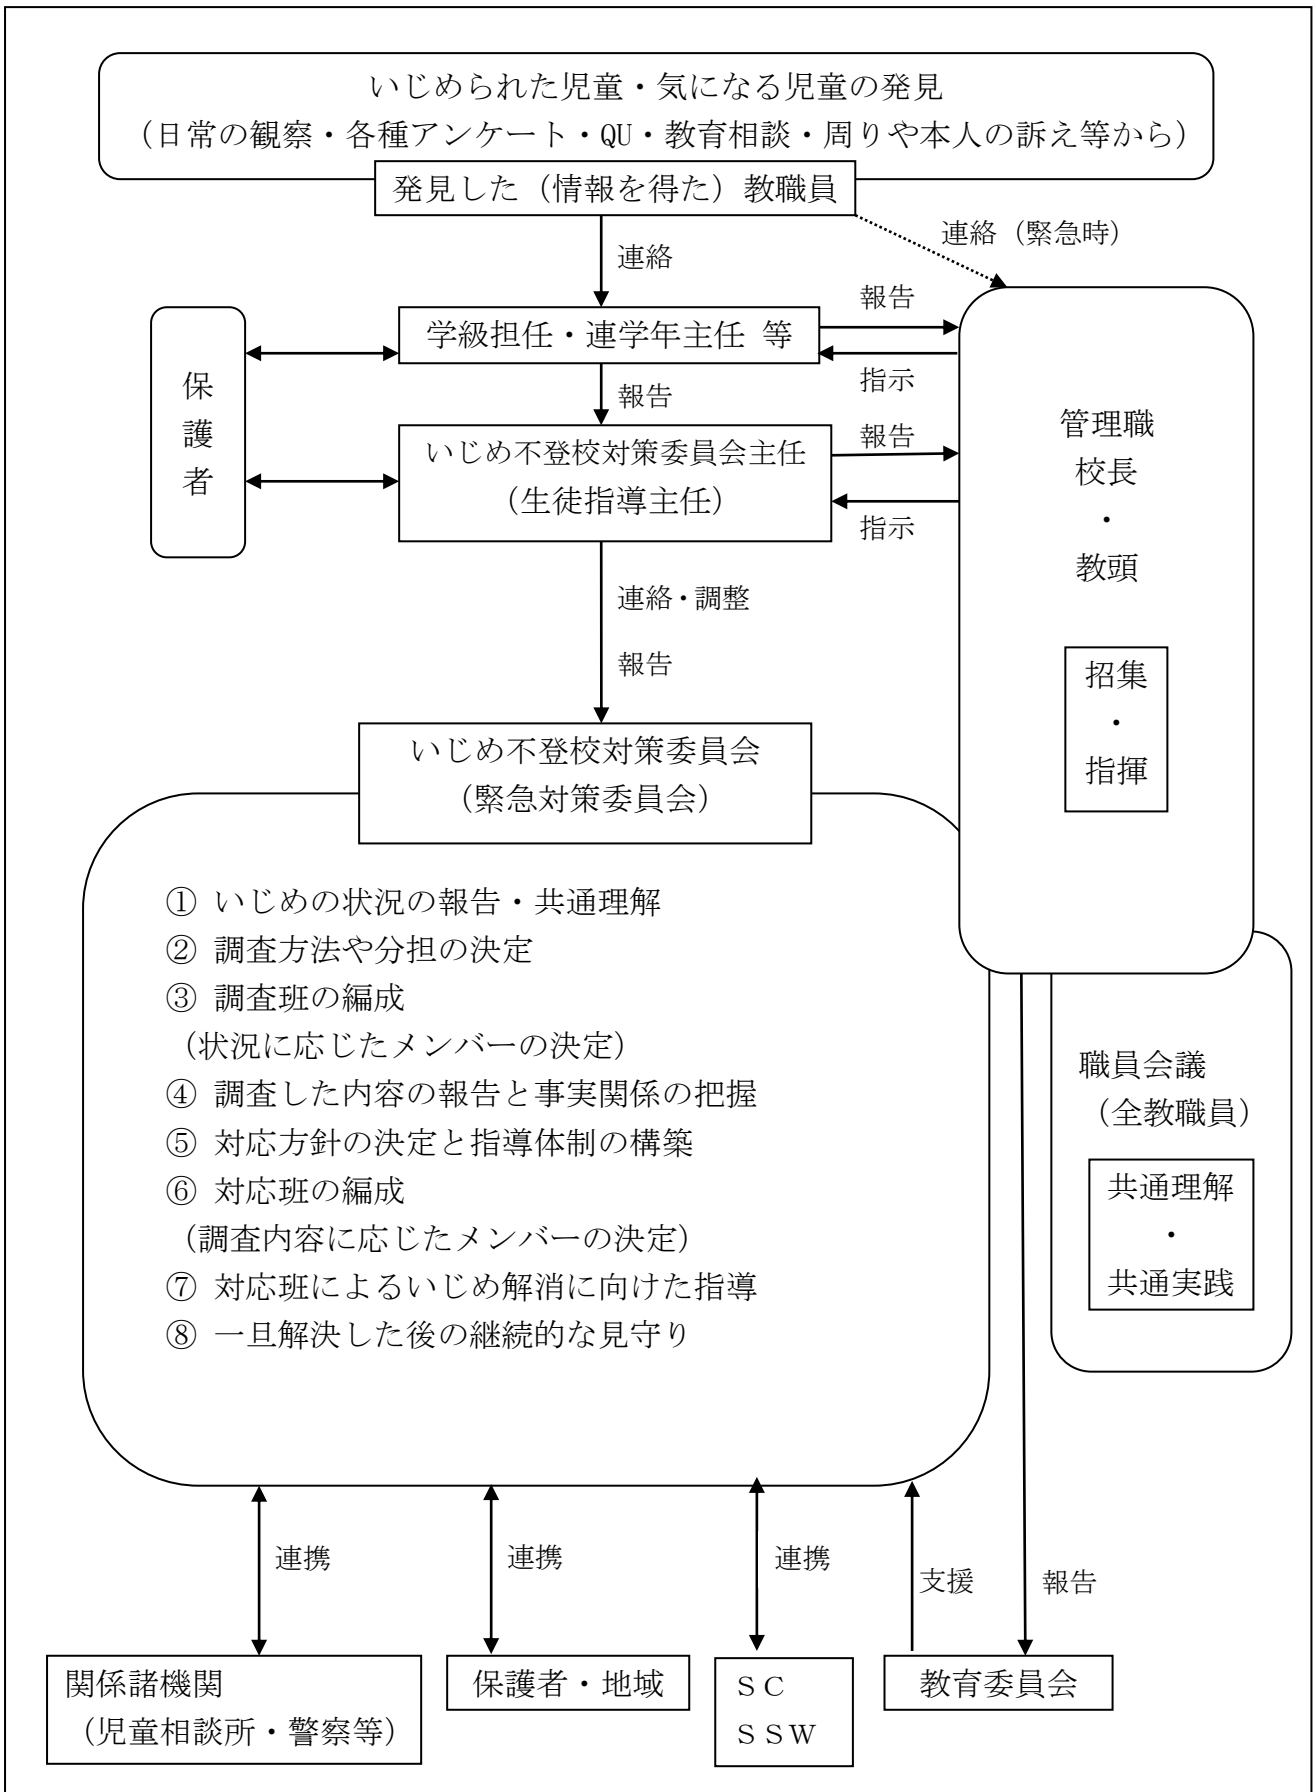 いじめられた児童・気になる児童の発見
（日常の観察・各種アンケート・QU・教育相談・周りや本人の訴え等から）
発見した（情報を得た）教職員
連絡（緊急時）
連絡
報告
学級担任・連学年主任 等
指示
保
護
者
報告
報告
いじめ不登校対策委員会主任
（生徒指導主任）
指示
管理職
校長
・
教頭
招集
・
指揮
連絡・調整
報告
いじめ不登校対策委員会
（緊急対策委員会）
① いじめの状況の報告・共通理解
② 調査方法や分担の決定
③ 調査班の編成
（状況に応じたメンバーの決定）
④ 調査した内容の報告と事実関係の把握
⑤ 対応方針の決定と指導体制の構築
⑥ 対応班の編成
（調査内容に応じたメンバーの決定）
⑦ 対応班によるいじめ解消に向けた指導
⑧ 一旦解決した後の継続的な見守り
職員会議
（全教職員）
共通理解
・
共通実践
連携
連携
連携
支援
報告
関係諸機関
（児童相談所・警察等）
保護者・地域
ＳＣ
ＳＳＷ
教育委員会